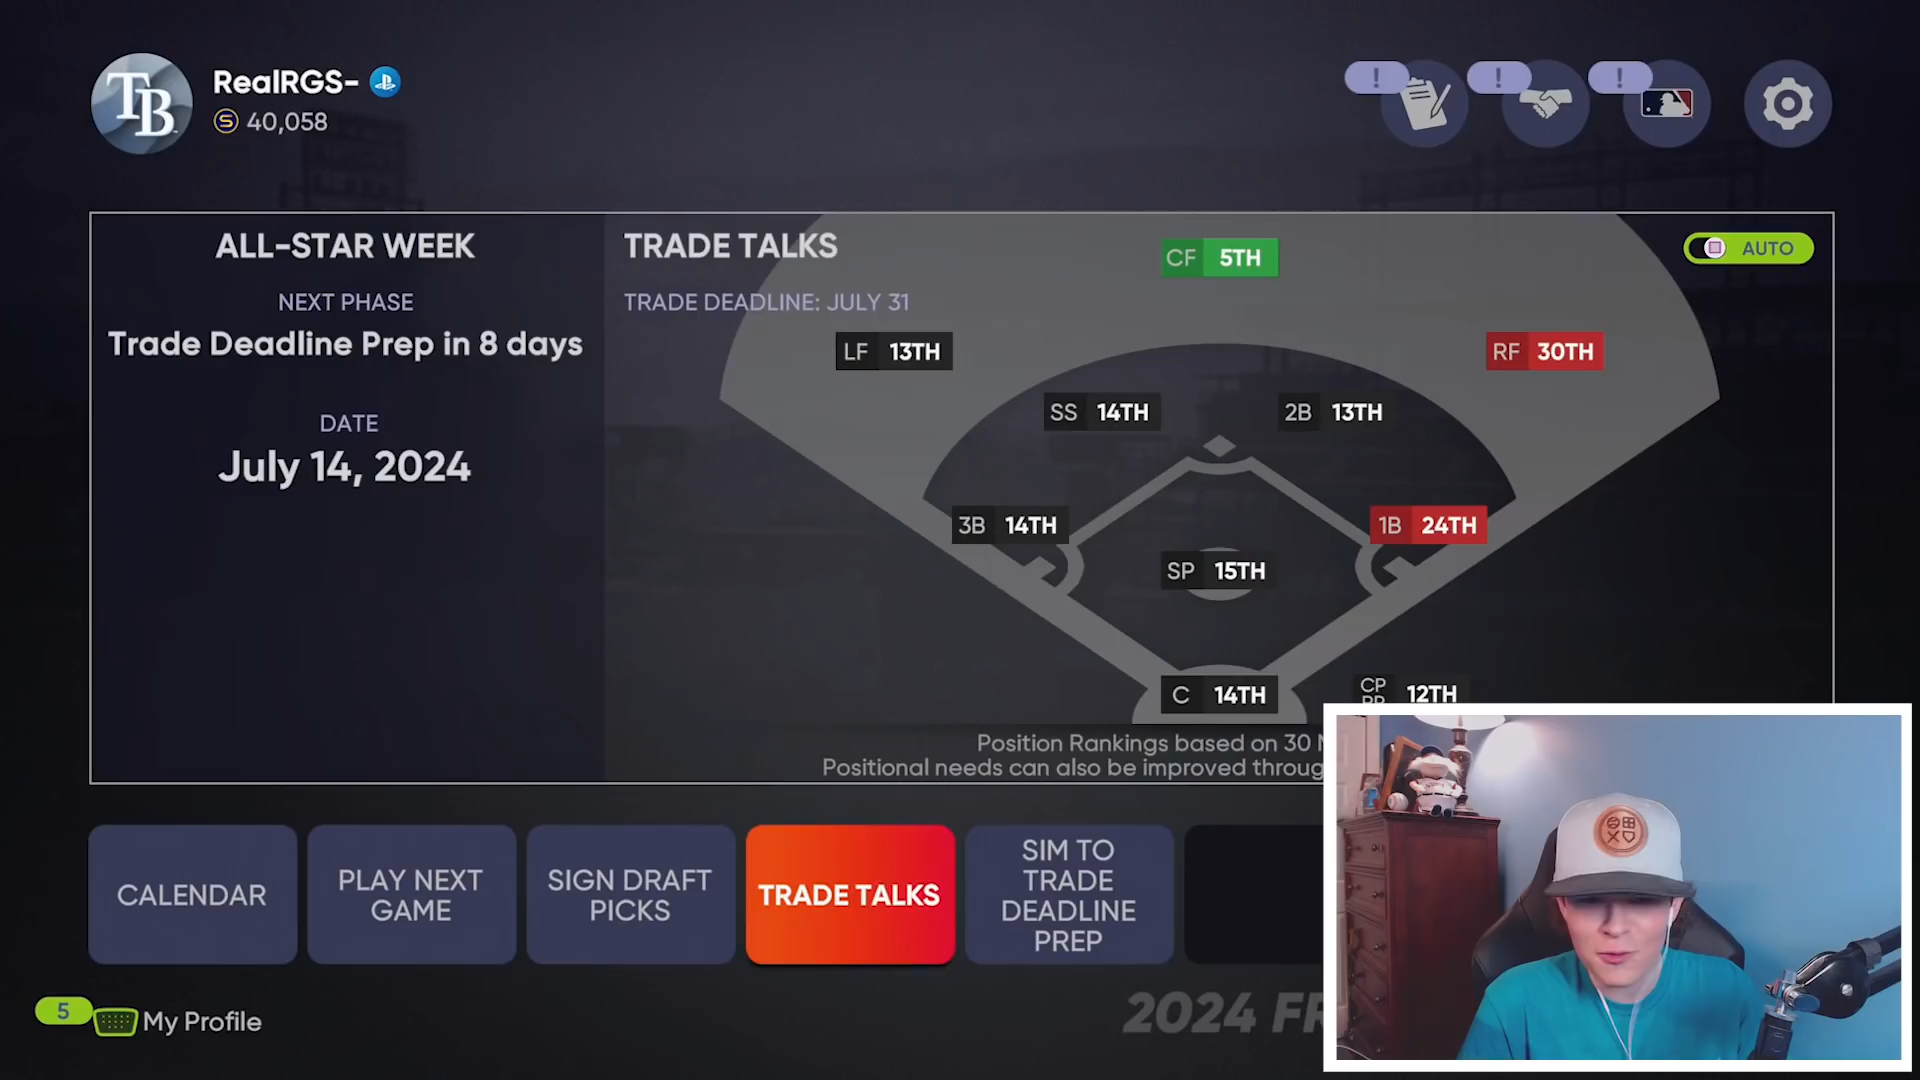 TB
RealRGS-
S 40,058
!
!
!
ALL-STAR WEEK
NEXT PHASE
Trade Deadline Prep in 8 days
DATE
July 14, 2024
TRADE TALKS
TRADE DEADLINE: JULY 31
AUTO
CF 5TH
LF 13TH
RF 30TH
SS 14TH
2B 13TH
3B 14TH
1B 24TH
SP 15TH
C 14TH
CP 12TH
Position Rankings based on 30
Positional needs can also be improved
CALENDAR
PLAY NEXT
GAME
SIGN DRAFT
PICKS
TRADE TALKS
SIM TO
TRADE
DEADLINE
PREP
5 My Profile
2024